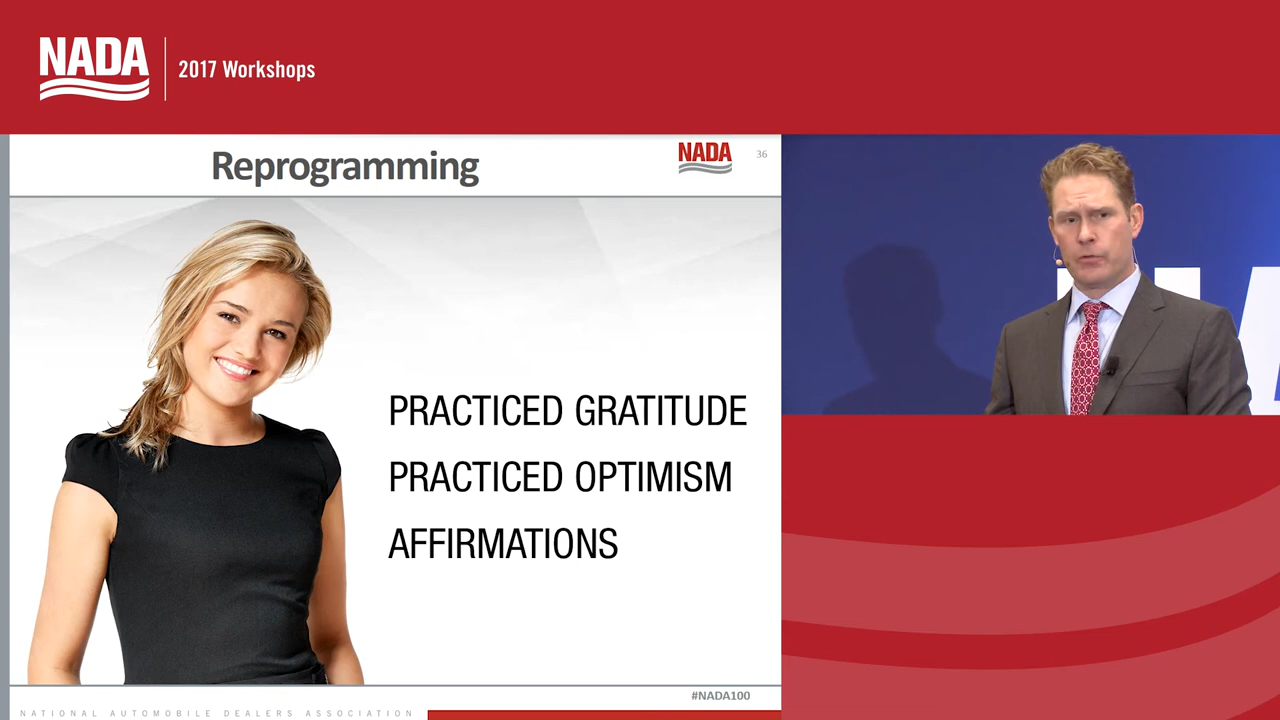 NADA
2017 Workshops
Reprogramming
NADA
36
PRACTICED GRATITUDE
PRACTICED OPTIMISM
AFFIRMATIONS
#NADA100
NATIONAL AUTOMOBILE DEALERS ASSOCIATION